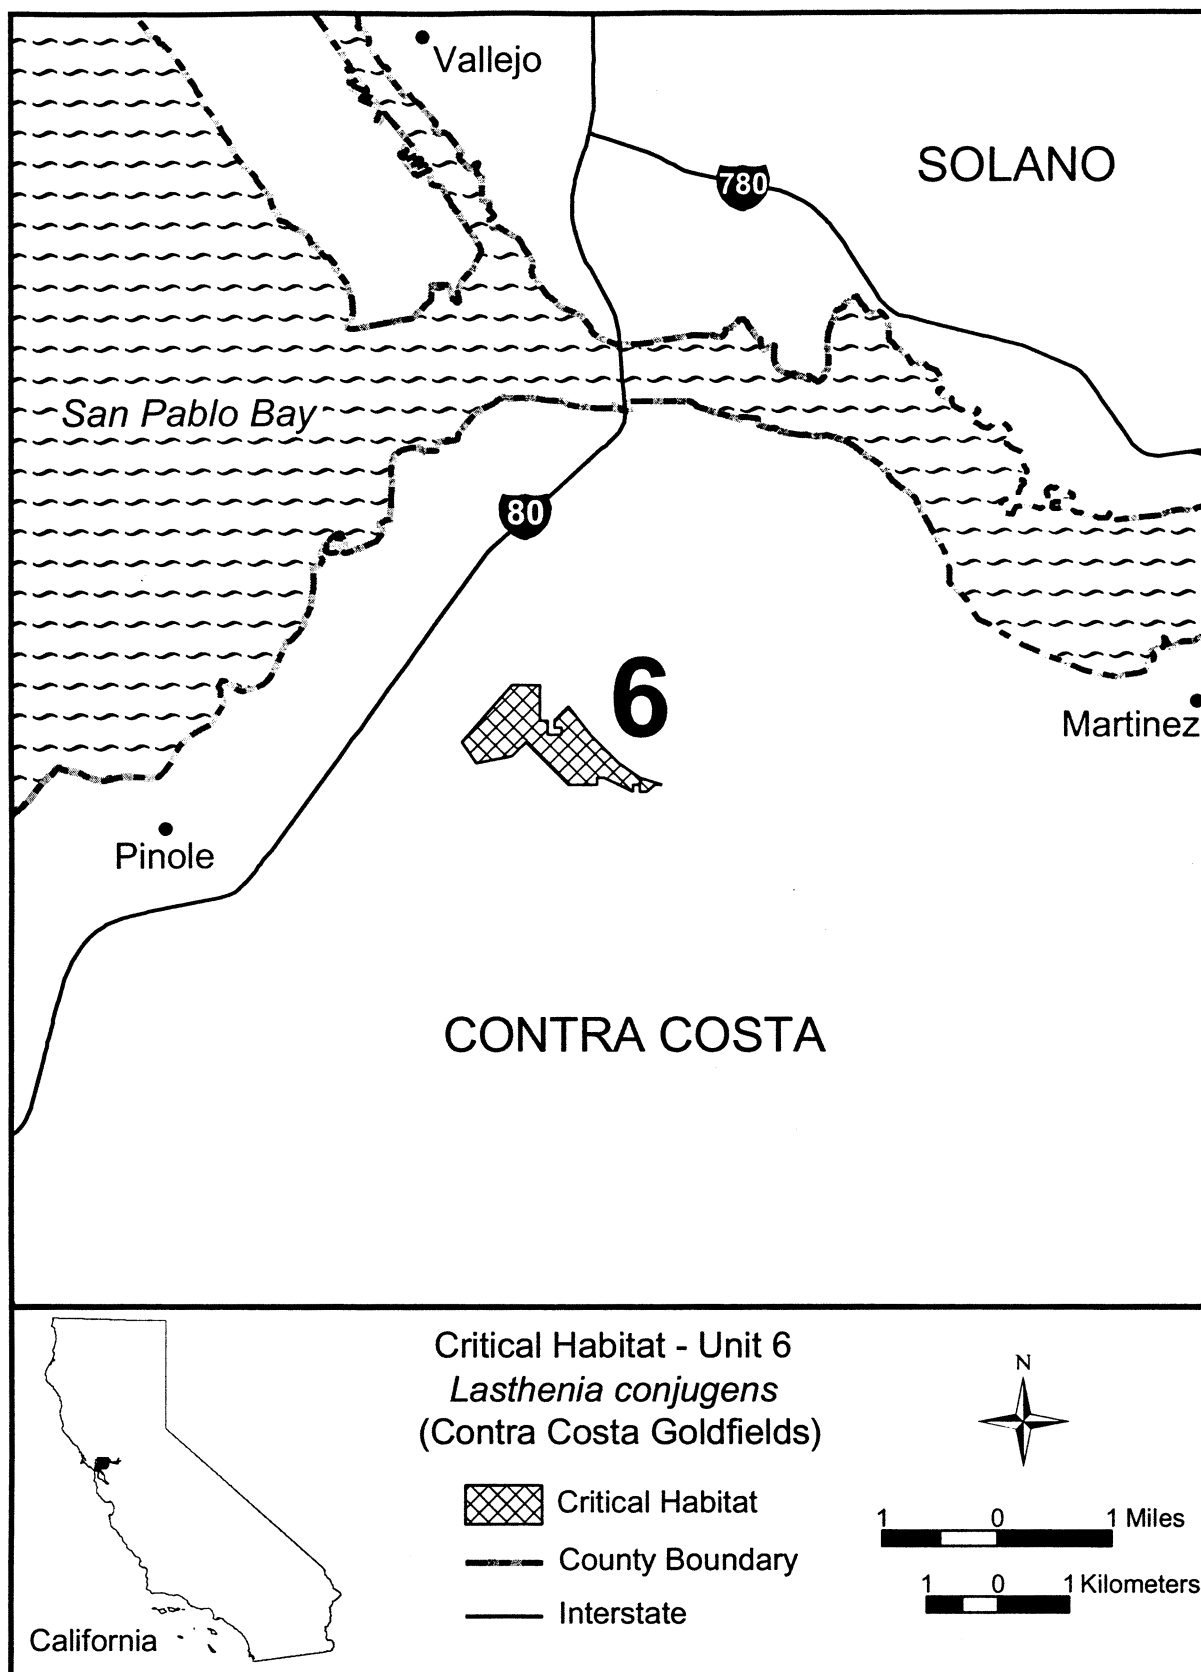 Vallejo
SOLANO
780
San Pablo Bay
80
6
Martinez
Pinole
CONTRA COSTA
Critical Habitat - Unit 6
Lasthenia conjugens
(Contra Costa Goldfields)
Critical Habitat
County Boundary
Interstate
California
N
1 0 1 Miles
1 0 1 Kilometers